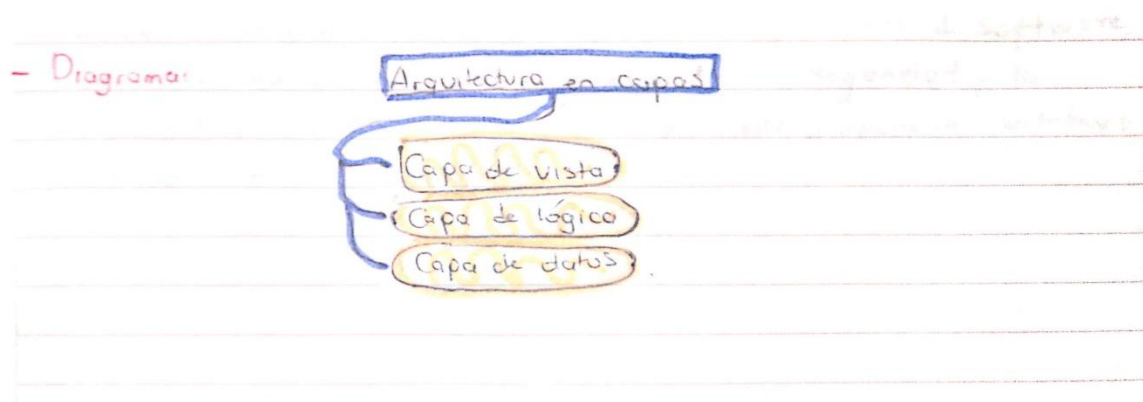 - Diagrama:
Arquitectura en capas
Capa de vista
Capa de lógica
Capa de datos